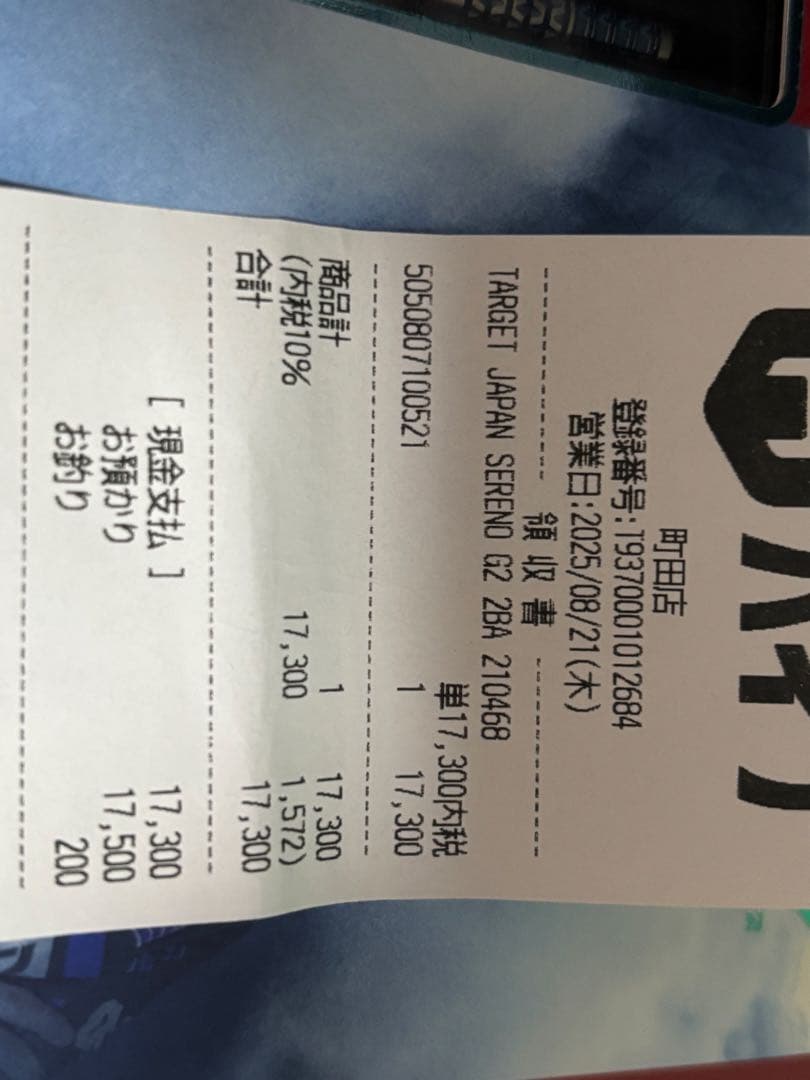 町田店
登録番号:T9370001012684
営業日:2025/08/21(木)
領 収 書
TARGET JAPAN SERENO G2 2BA 210468
単17,300内税
5050807100521 1 17,300
商品計 1 17,300
(内税10% 17,300 1,572)
合計 17,300
[ 現金支払 ] 17,300
お預かり 17,500
お釣り 200